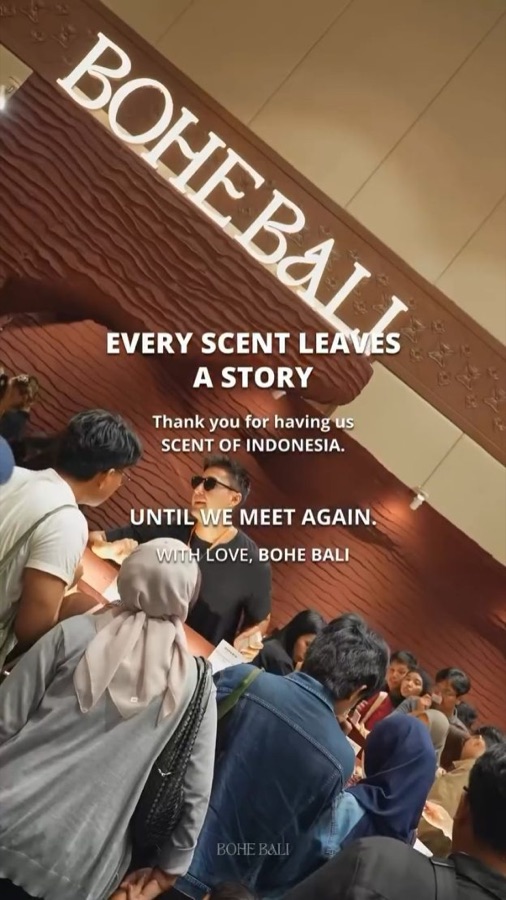 BOHE BALI
EVERY SCENT LEAVES
A STORY
Thank you for having us
SCENT OF INDONESIA.
UNTIL WE MEET AGAIN.
WITH LOVE, BOHE BALI
BOHE BALI